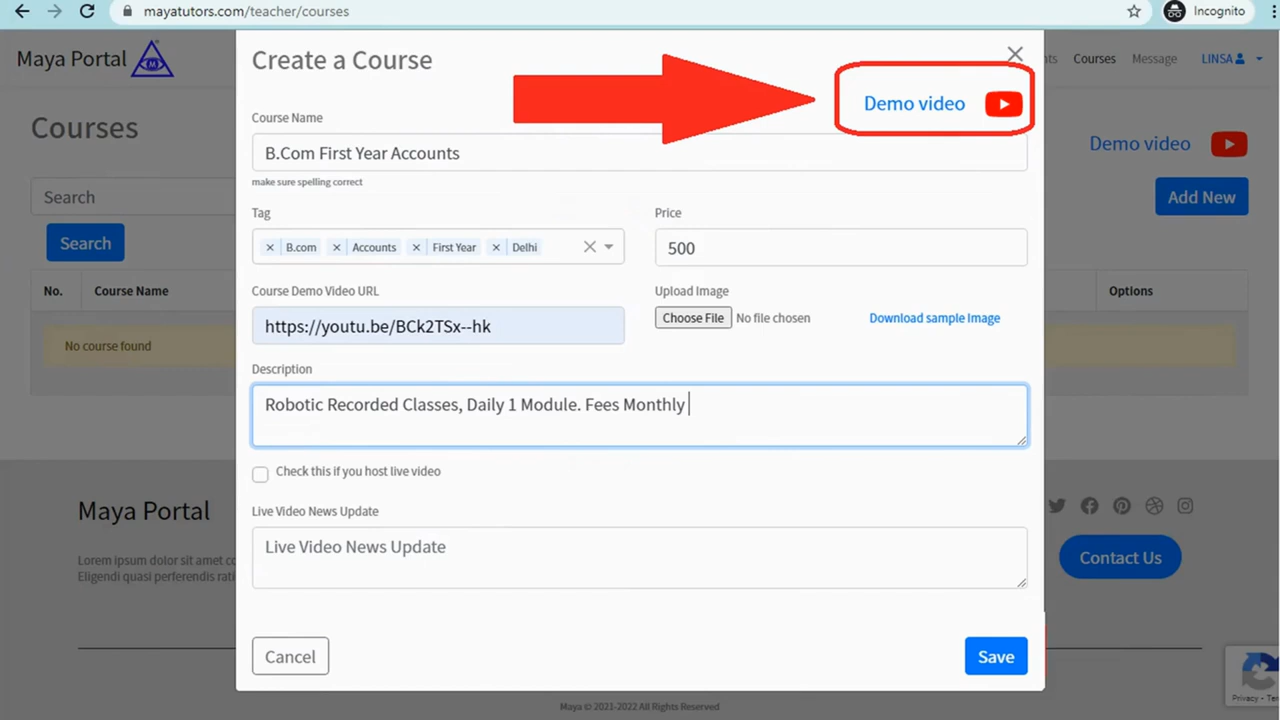 mayatutors.com/teacher/courses
Incognito
Maya Portal
Courses
Message
LINSA
Create a Course
Demo video
Courses
Demo video
Course Name
B.Com First Year Accounts
make sure spelling correct
Search
Add New
Tag
Price
B.com
Accounts
First Year
Delhi
500
Search
Course Demo Video URL
Upload Image
No.
Course Name
Options
https://youtu.be/BCk2TSx--hk
Choose File No file chosen
Download sample Image
No course found
Description
Robotic Recorded Classes, Daily 1 Module. Fees Monthly
Check this if you host live video
Maya Portal
Live Video News Update
Live Video News Update
Lorem ipsum dolor sit amet
Eligendi quasi perferendis
Contact Us
Cancel
Save
Maya © 2021-2022 All Rights Reserved
Privacy